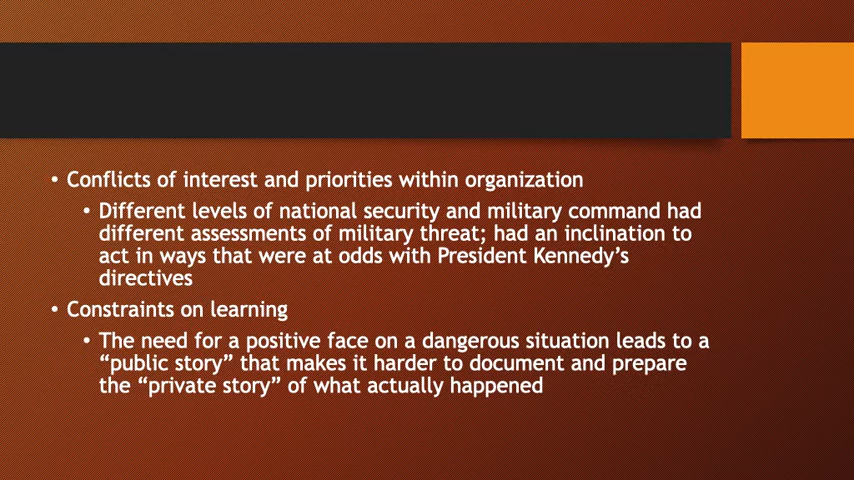 • Conflicts of interest and priorities within organization
• Different levels of national security and military command had
different assessments of military threat; had an inclination to
act in ways that were at odds with President Kennedy’s
directives
• Constraints on learning
• The need for a positive face on a dangerous situation leads to a
“public story” that makes it harder to document and prepare
the “private story” of what actually happened